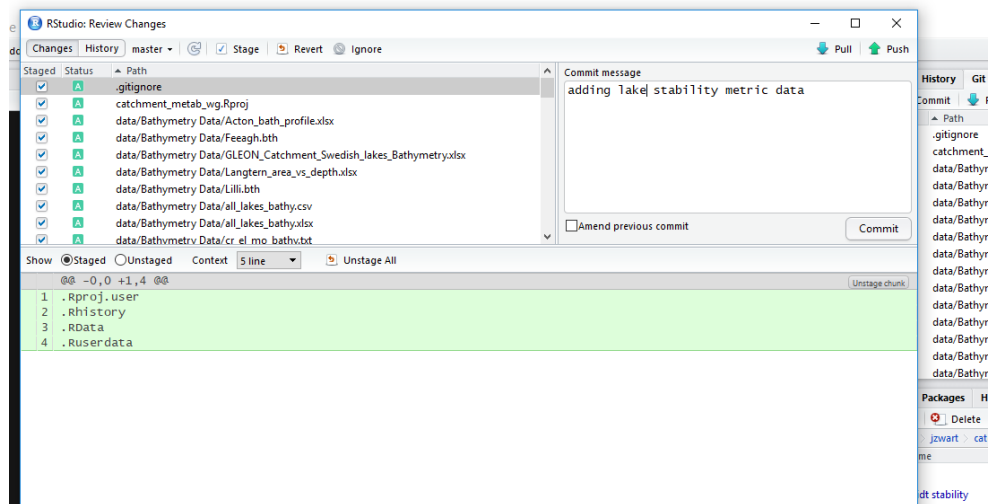 RStudio: Review Changes
Changes History master Stage Revert Ignore Pull Push
Staged Status Path
A .gitignore
A catchment_metab_wg.Rproj
A data/Bathymetry Data/Acton_bath_profile.xlsx
A data/Bathymetry Data/Feeagh.bth
A data/Bathymetry Data/GLEON_Catchment_Swedish_lakes_Bathymetry.xlsx
A data/Bathymetry Data/Langtern_area_vs_depth.xlsx
A data/Bathymetry Data/Lilli.bth
A data/Bathymetry Data/all_lakes_bathy.csv
A data/Bathymetry Data/all_lakes_bathy.xlsx
A data/Bathymetry Data/cr_el_mo_bathy.txt
Commit message
adding lake stability metric data
Amend previous commit
Commit
Show Staged Unstaged Context 5 line Unstage All
@@ -0,0 +1,4 @@ Unstage chunk
1 .Rproj.user
2 .Rhistory
3 .RData
4 .Ruserdata
History Git
Commit
Path
.gitignore
catchment_
data/Bathyr
data/Bathyr
data/Bathyr
data/Bathyr
data/Bathyr
data/Bathyr
data/Bathyr
data/Bathyr
data/Bathyr
data/Bathyr
data/Bathyr
data/Bathyr
data/Bathyr
Packages H
Delete
jzwart cat
me
dt stability